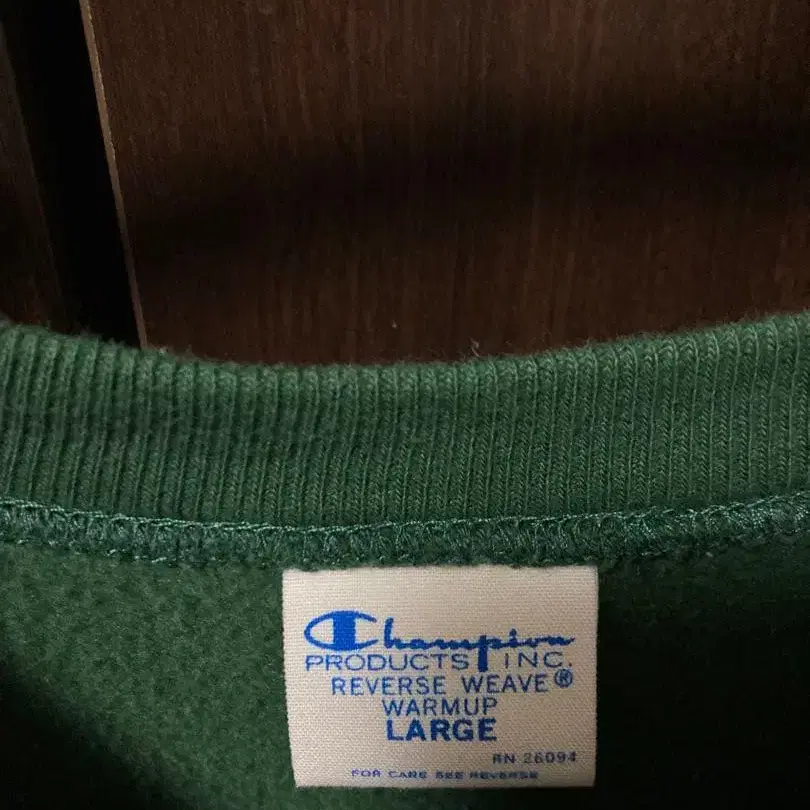 Champion
PRODUCTS INC.
REVERSE WEAVE®
WARMUP
LARGE
RN 26094
FOR CARE SEE REVERSE